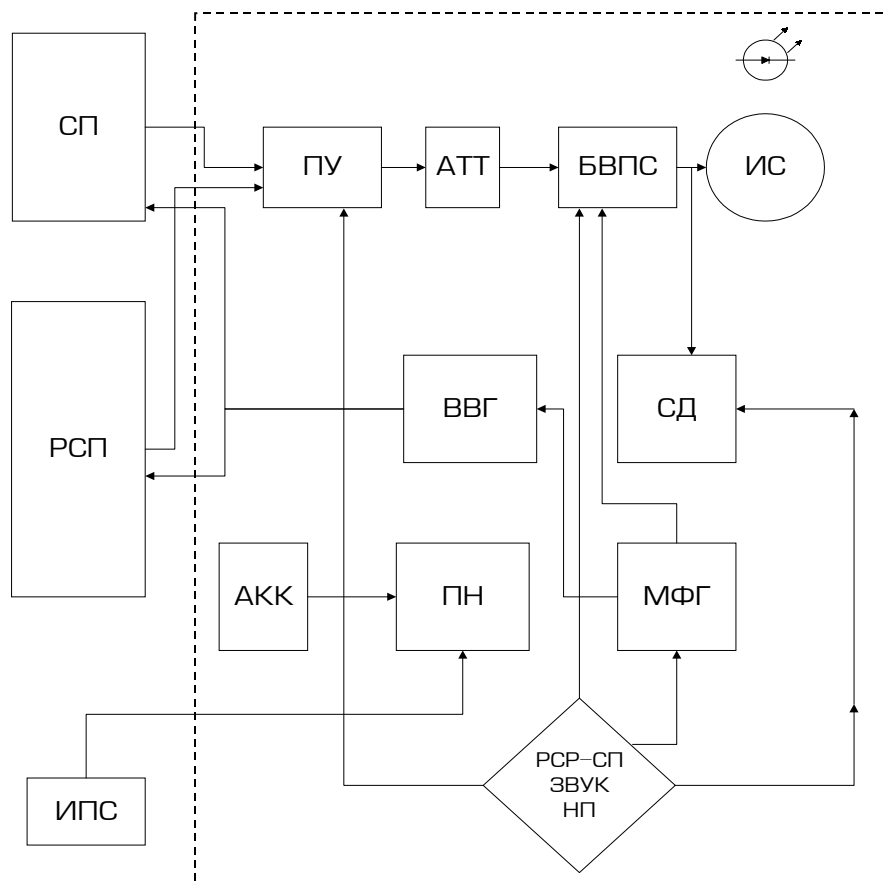 СП
ПУ
АТТ
БВПС
ИС
РСП
ВВГ
СД
АКК
ПН
МФГ
ИПС
РСР-СП
ЗВУК
НП